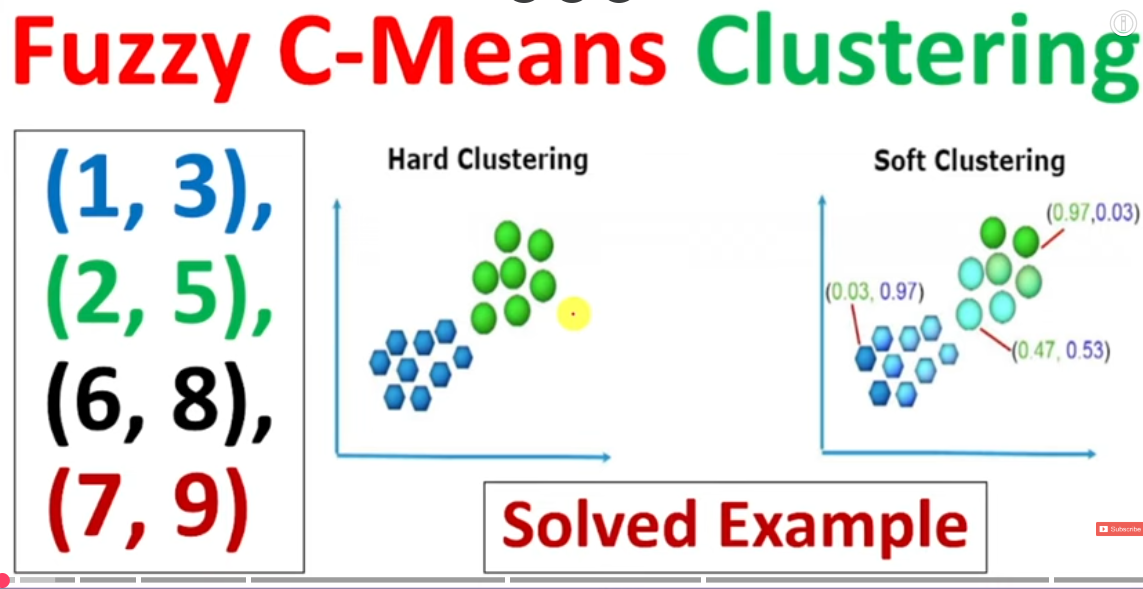 Fuzzy C-Means Clustering
(1, 3),
(2, 5),
(6, 8),
(7, 9)
Hard Clustering
Soft Clustering
(0.97,0.03)
(0.03, 0.97)
(0.47, 0.53)
Solved Example
Subscribe